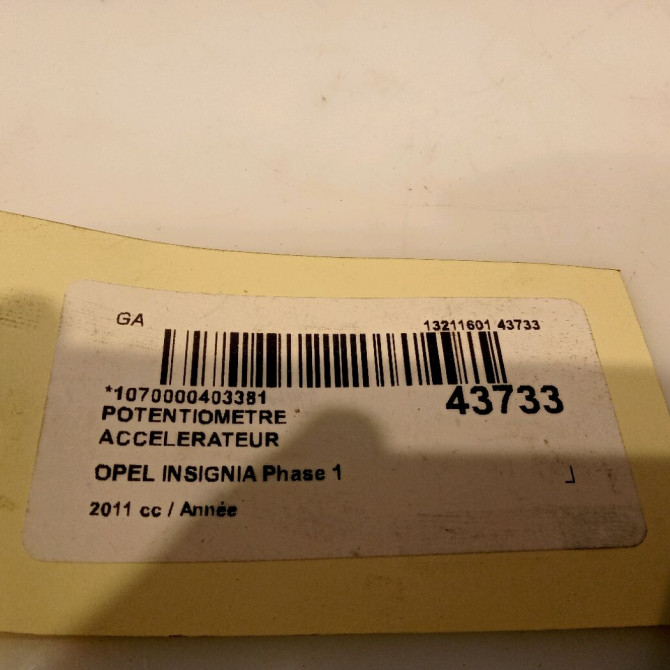 GA
13211601 43733
*1070000403381
43733
POTENTIOMETRE
ACCELERATEUR
OPEL INSIGNIA Phase 1
2011 cc / Année